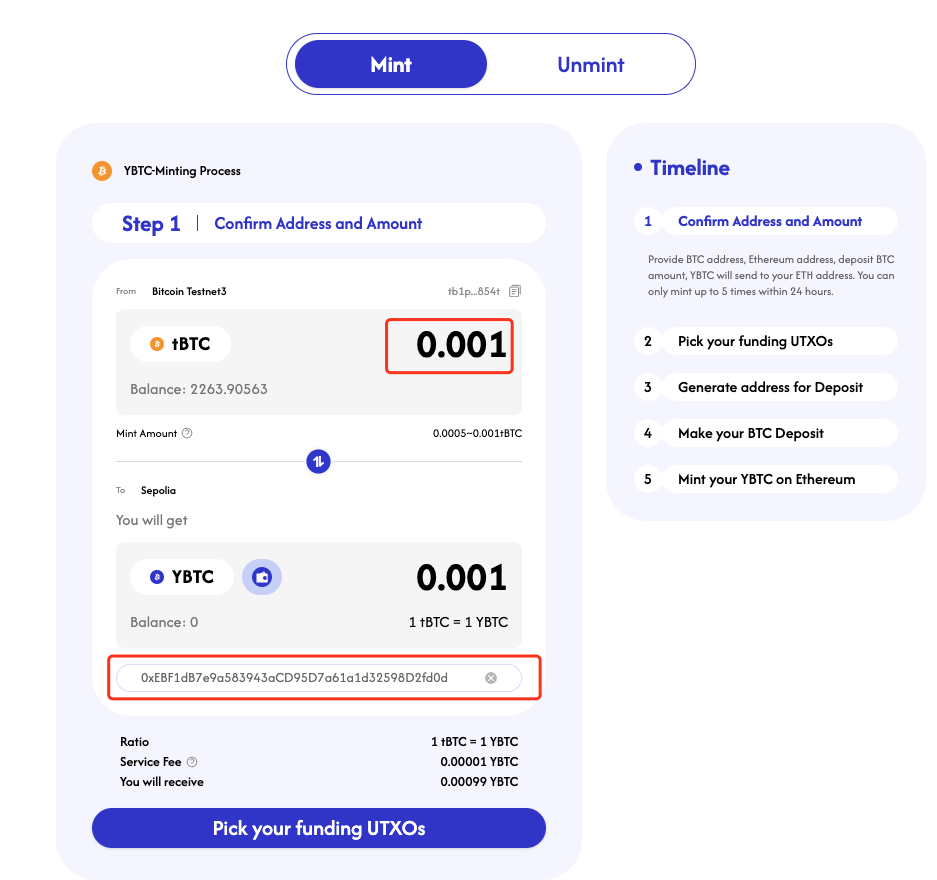 Mint
Unmint
YBTC-Minting Process
Step 1 | Confirm Address and Amount
From Bitcoin Testnet3 tb1p...854t
tBTC 0.001
Balance: 2263.90563
Mint Amount 0.0005~0.001tBTC
To Sepolia
You will get
YBTC 0.001
Balance: 0 1 tBTC = 1 YBTC
0xEBF1dB7e9a583943aCD95D7a61a1d32598D2fd0d
Ratio 1 tBTC = 1 YBTC
Service Fee 0.00001 YBTC
You will receive 0.00099 YBTC
Pick your funding UTXOs
Timeline
1 Confirm Address and Amount
Provide BTC address, Ethereum address, deposit BTC
amount, YBTC will send to your ETH address. You can
only mint up to 5 times within 24 hours.
2 Pick your funding UTXOs
3 Generate address for Deposit
4 Make your BTC Deposit
5 Mint your YBTC on Ethereum